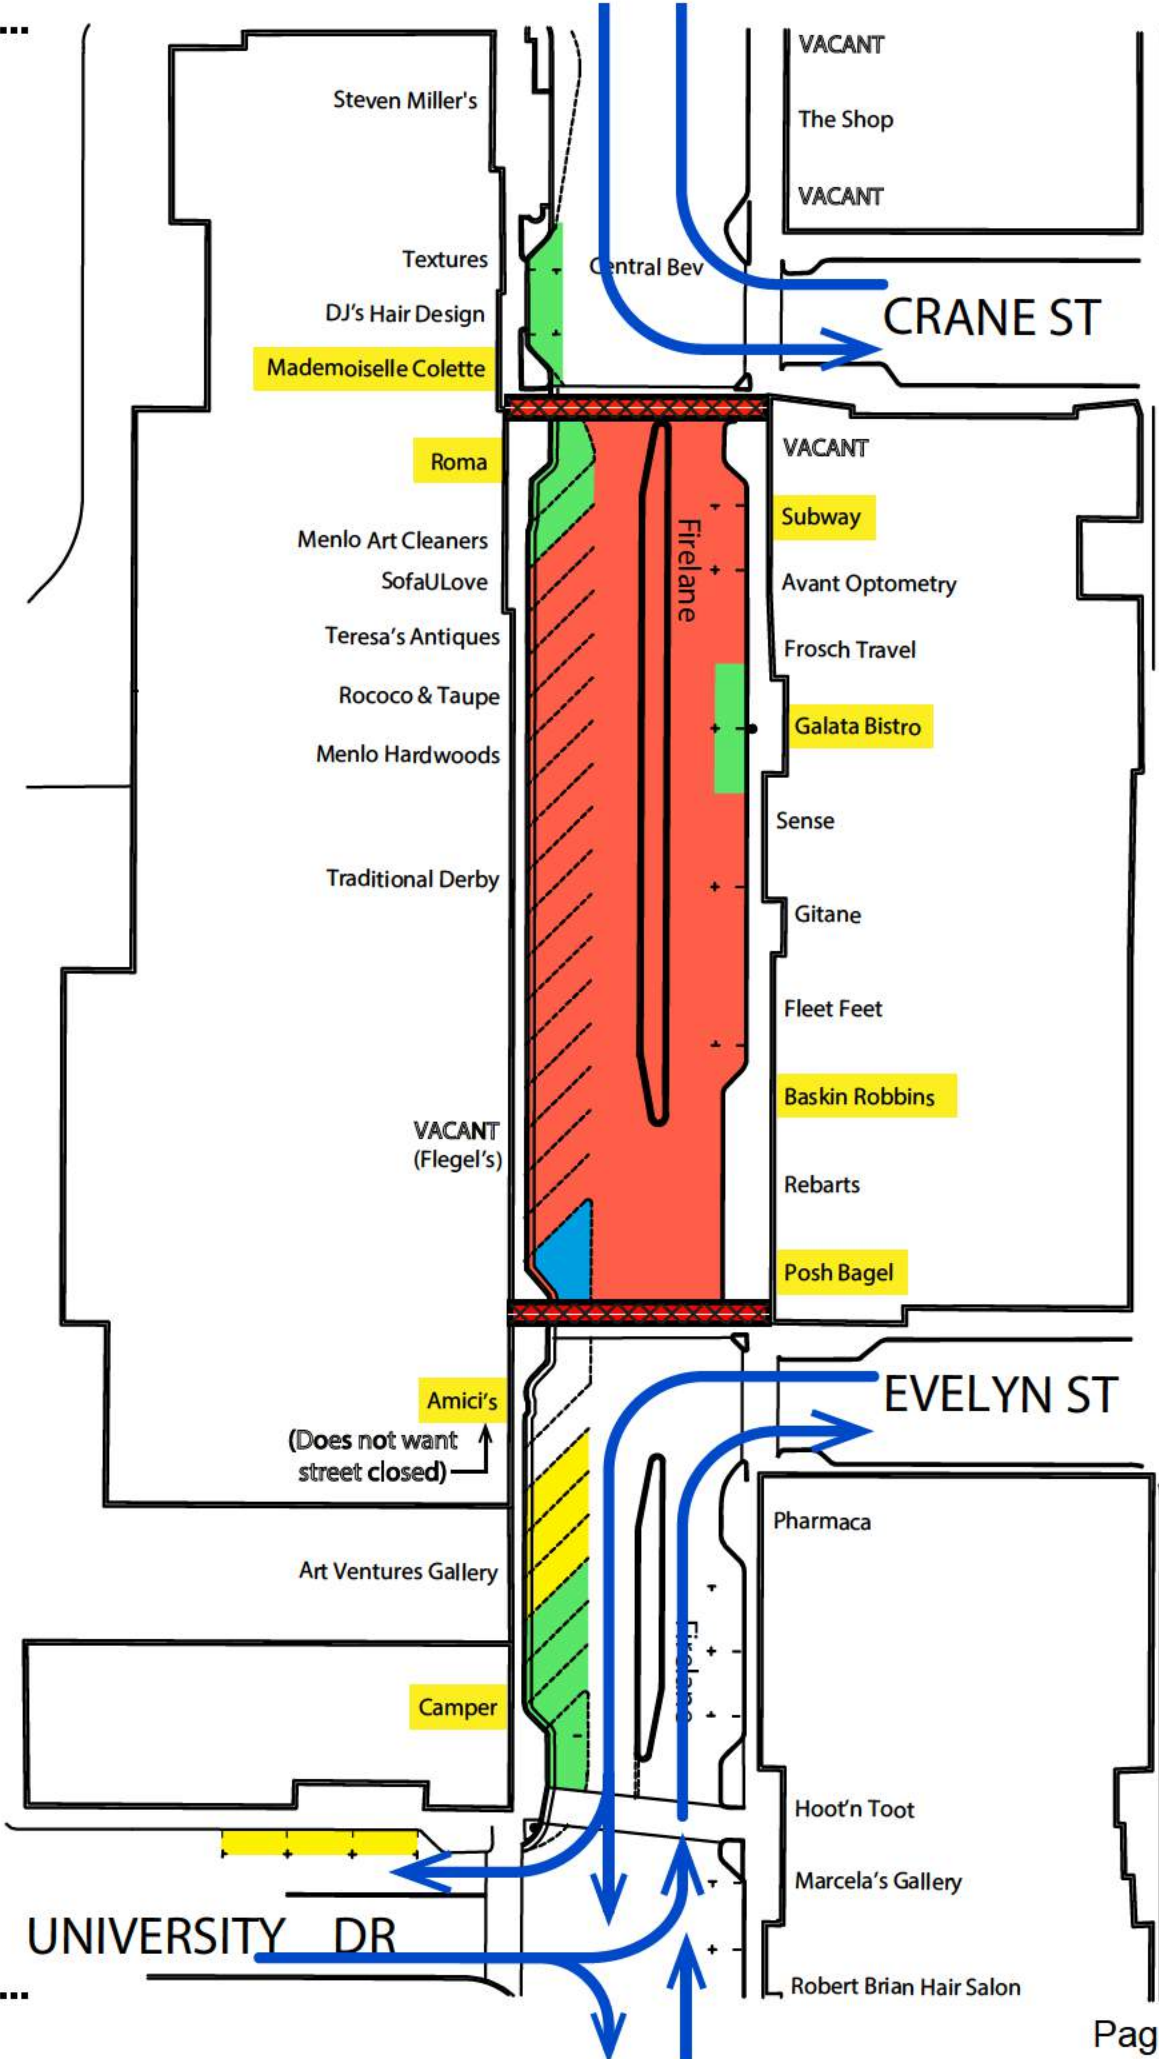 VACANT
Steven Miller's
The Shop
VACANT
Textures
Central Bev
DJ's Hair Design
CRANE ST
Mademoiselle Colette
VACANT
Roma
Subway
Menlo Art Cleaners
Firelane
SofaULove
Avant Optometry
Teresa's Antiques
Frosch Travel
Rococo & Taupe
Galata Bistro
Menlo Hardwoods
Sense
Traditional Derby
Gitane
Fleet Feet
Baskin Robbins
VACANT
(Flegel's)
Rebarts
Posh Bagel
Amici's
EVELYN ST
(Does not want
street closed)
Pharmaca
Art Ventures Gallery
Firelane
Camper
Hoot'n Toot
Marcela's Gallery
UNIVERSITY DR
Robert Brian Hair Salon
Pag